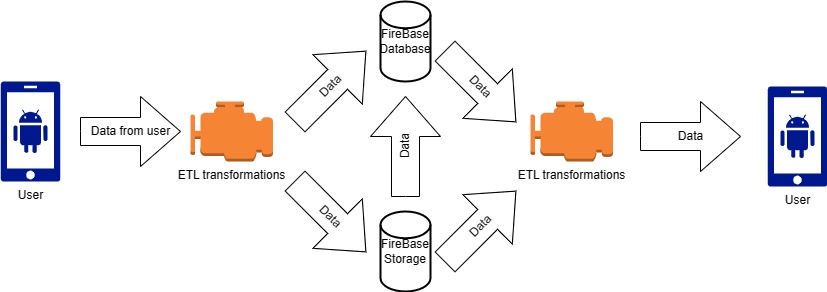 FireBase
Database
Data
Data
Data from user
Data
Data
ETL transformations
ETL transformations
User
User
Data
Data
FireBase
Storage